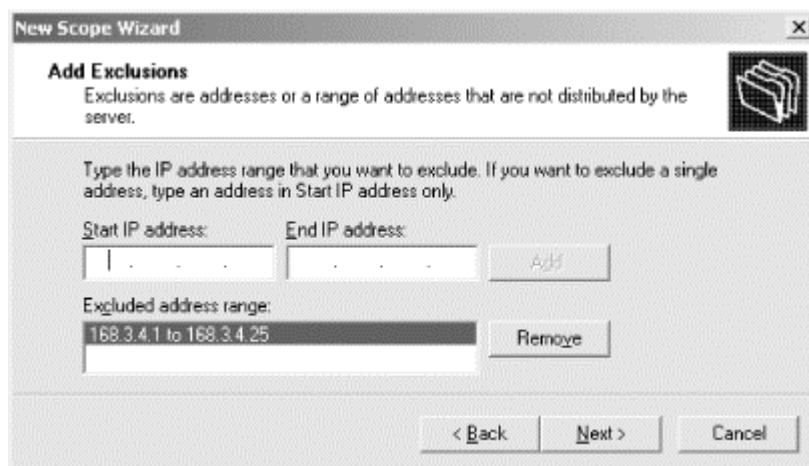 New Scope Wizard
Add Exclusions
Exclusions are addresses or a range of addresses that are not distributed by the
server.
Type the IP address range that you want to exclude. If you want to exclude a single
address, type an address in Start IP address only.
Start IP address: End IP address:
. . . . . . Add
Excluded address range:
168.3.4.1 to 168.3.4.25 Remove
< Back Next > Cancel